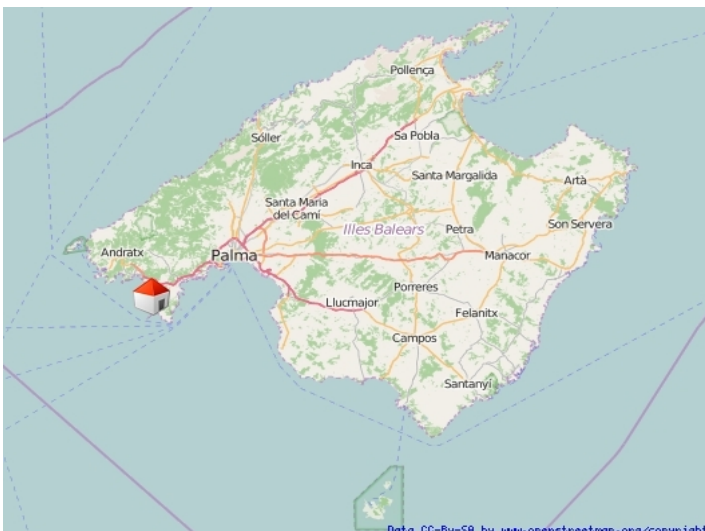 Pollença
Sa Pobla
Sóller
Inca
Santa Margalida
Artà
Santa Maria
del Camí
Illes Balears
Petra
Son Servera
Andratx
Palma
Manacor
Porreres
Llucmajor
Felanitx
Campos
Santanyí
Data CC-By-SA by www.openstreetmap.org/copyright